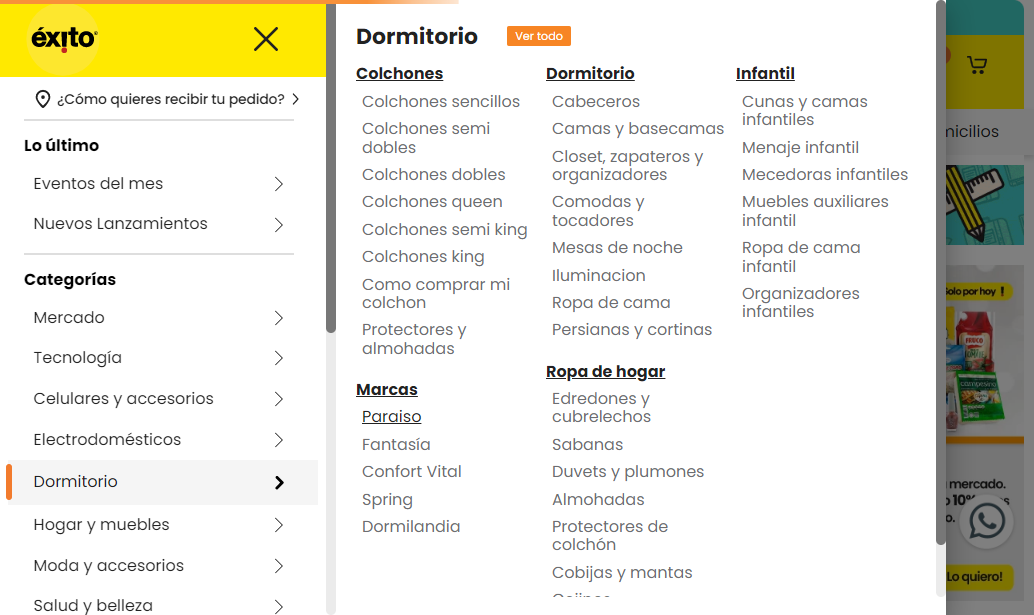 éxito
¿Cómo quieres recibir tu pedido?
Lo último
Eventos del mes
Nuevos Lanzamientos
Categorías
Mercado
Tecnología
Celulares y accesorios
Electrodomésticos
Dormitorio
Hogar y muebles
Moda y accesorios
Salud y belleza
Dormitorio
Ver todo
Colchones
Colchones sencillos
Colchones semi
dobles
Colchones dobles
Colchones queen
Colchones semi king
Colchones king
Como comprar mi
colchon
Protectores y
almohadas
Marcas
Paraiso
Fantasía
Confort Vital
Spring
Dormilandia
Dormitorio
Cabeceros
Camas y basecamas
Closet, zapateros y
organizadores
Comodas y
tocadores
Mesas de noche
Iluminacion
Ropa de cama
Persianas y cortinas
Ropa de hogar
Edredones y
cubrelechos
Sabanas
Duvets y plumones
Almohadas
Protectores de
colchón
Cobijas y mantas
Infantil
Cunas y camas
infantiles
Menaje infantil
Mecedoras infantiles
Muebles auxiliares
infantil
Ropa de cama
infantil
Organizadores
infantiles
micilios
olo por hoy !
mercado.
10%
Lo quiero!